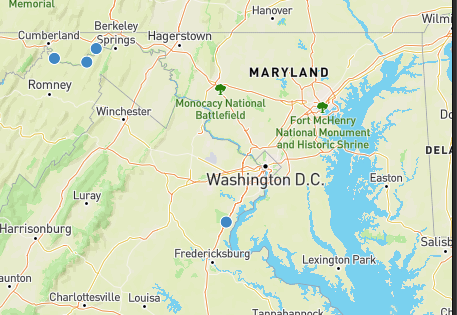 Memorial
Hanover
Wilmi
Berkeley
Springs
Cumberland
Hagerstown
MARYLAND
Romney
Monocacy National
Battlefield
Winchester
Fort McHenry
National Monument
and Historic Shrine
Do
DELA
Washington D.C.
Easton
Luray
Harrisonburg
Salisb
Fredericksburg
Lexington Park
aunton
Charlottesville
Louisa
Tappahannock